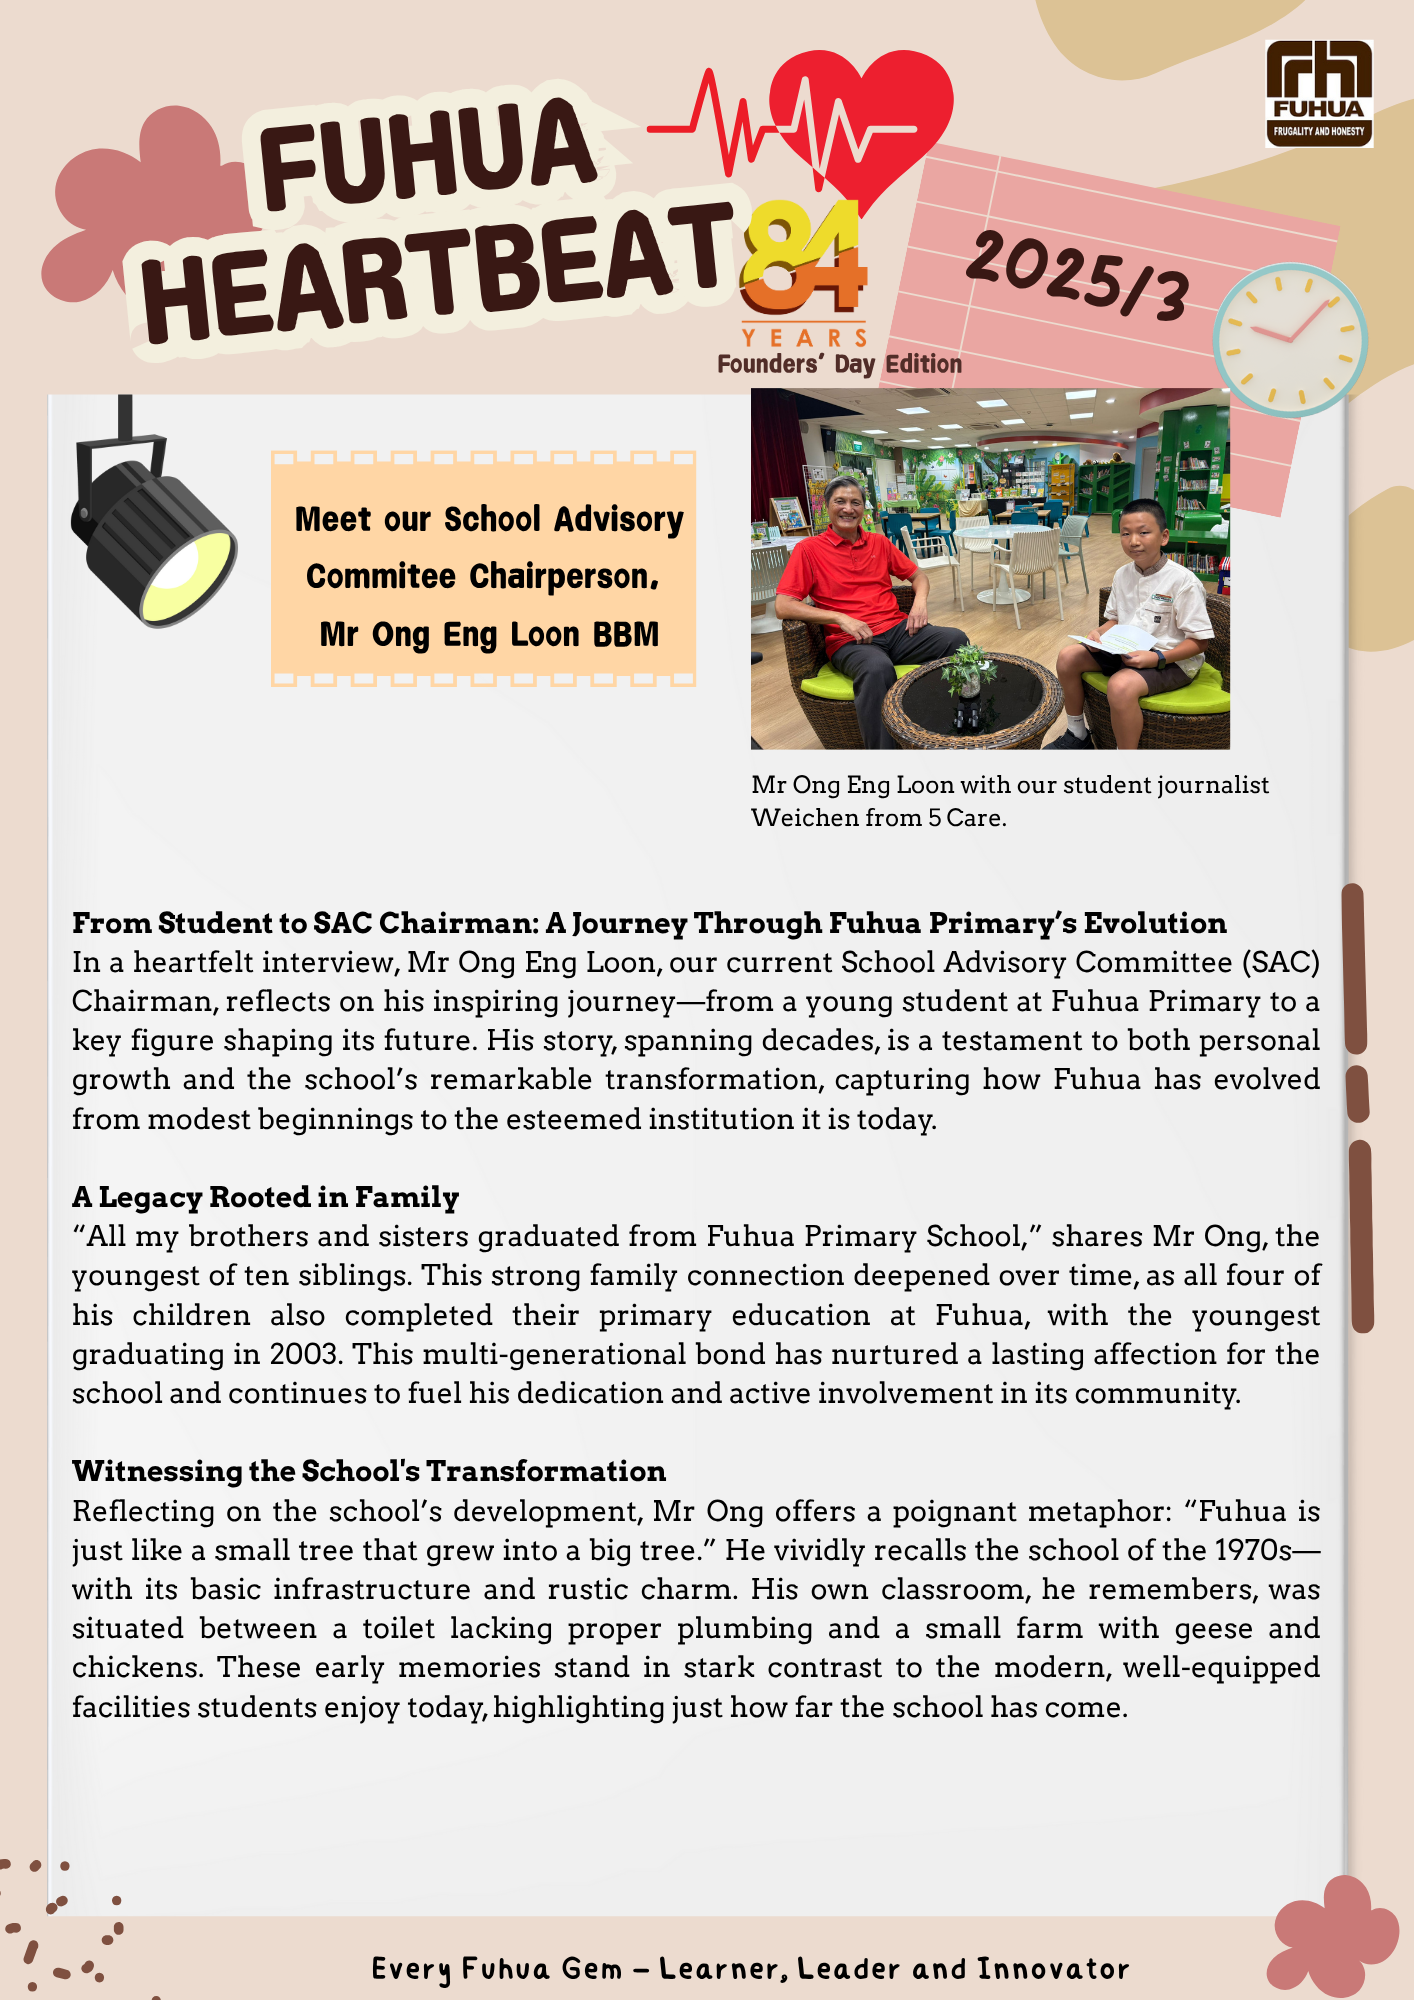 FUHUA
HEARTBEAT
84
YEARS
Founders’ Day Edition
2025/3
FUHUA
FRUGALITY AND HONESTY
Meet our School Advisory
Commitee Chairperson,
Mr Ong Eng Loon BBM
Mr Ong Eng Loon with our student journalist
Weichen from 5 Care.
From Student to SAC Chairman: A Journey Through Fuhua Primary’s Evolution
In a heartfelt interview, Mr Ong Eng Loon, our current School Advisory Committee (SAC)
Chairman, reflects on his inspiring journey—from a young student at Fuhua Primary to a
key figure shaping its future. His story, spanning decades, is a testament to both personal
growth and the school’s remarkable transformation, capturing how Fuhua has evolved
from modest beginnings to the esteemed institution it is today.
A Legacy Rooted in Family
“All my brothers and sisters graduated from Fuhua Primary School,” shares Mr Ong, the
youngest of ten siblings. This strong family connection deepened over time, as all four of
his children also completed their primary education at Fuhua, with the youngest
graduating in 2003. This multi-generational bond has nurtured a lasting affection for the
school and continues to fuel his dedication and active involvement in its community.
Witnessing the School's Transformation
Reflecting on the school’s development, Mr Ong offers a poignant metaphor: “Fuhua is
just like a small tree that grew into a big tree.” He vividly recalls the school of the 1970s—
with its basic infrastructure and rustic charm. His own classroom, he remembers, was
situated between a toilet lacking proper plumbing and a small farm with geese and
chickens. These early memories stand in stark contrast to the modern, well-equipped
facilities students enjoy today, highlighting just how far the school has come.
Every Fuhua Gem – Learner, Leader and Innovator